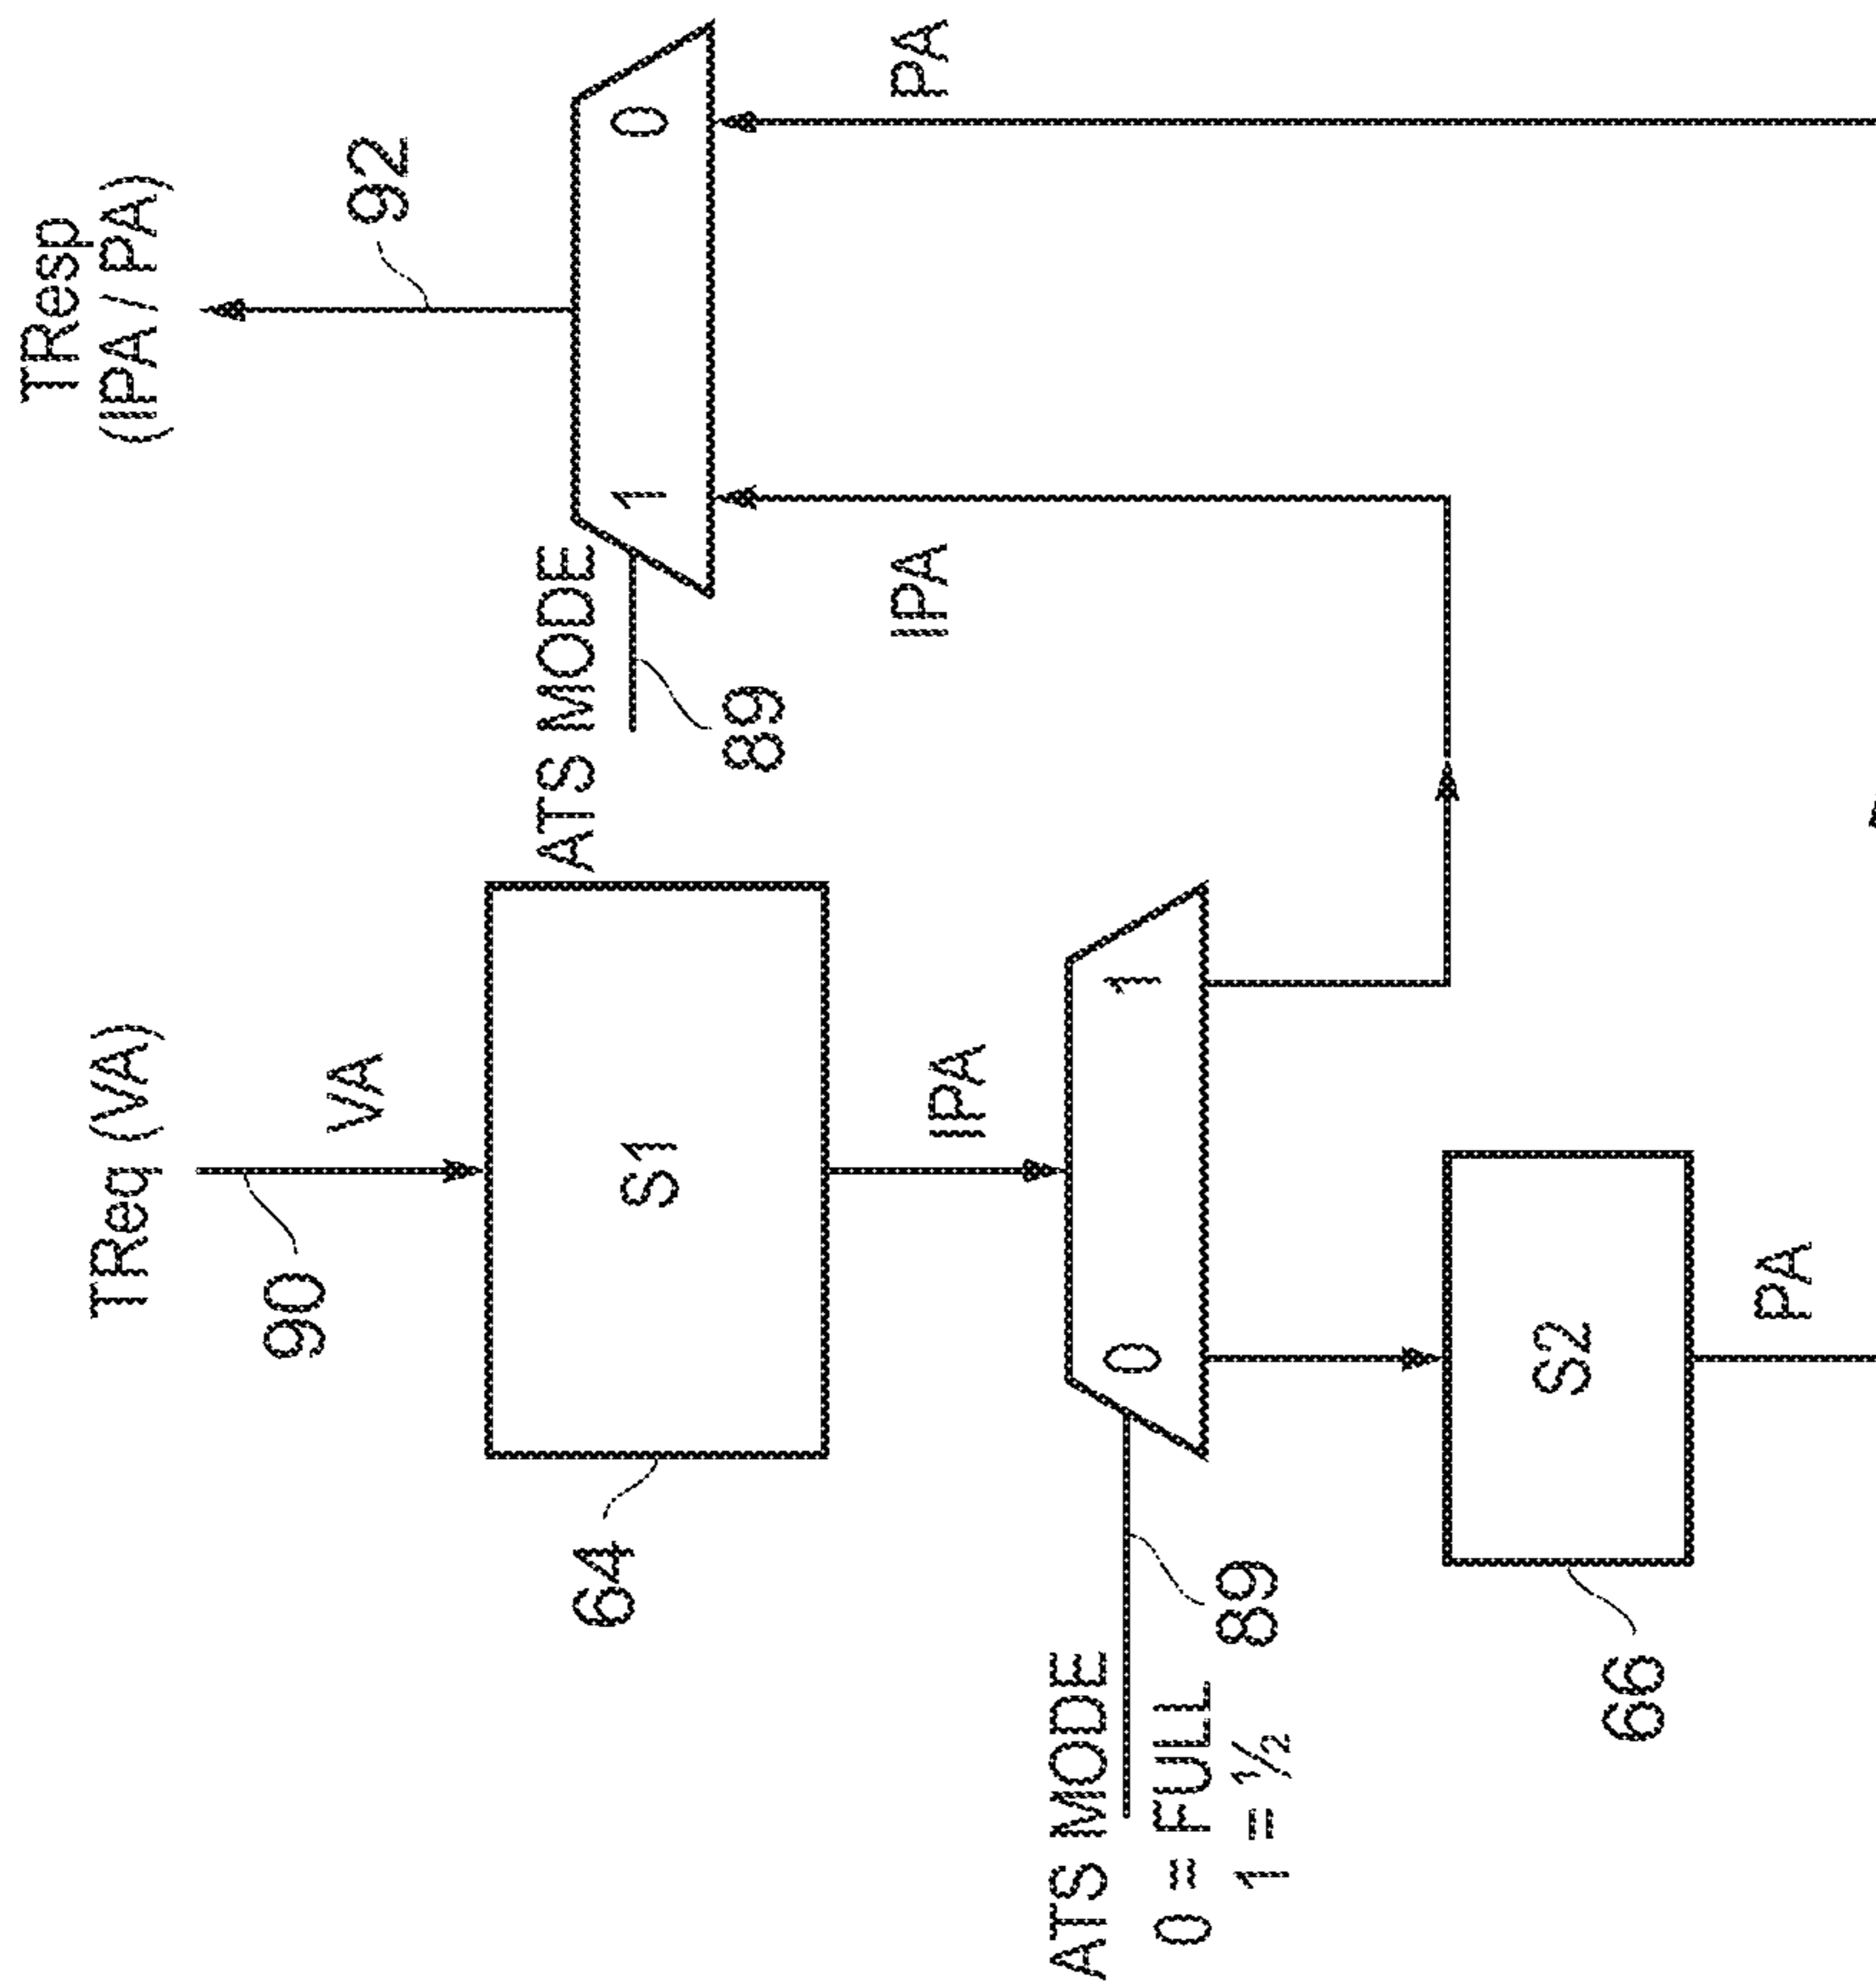 TReq (VA)
90
VA
64
S1
IPA
ATS MODE
0 = FULL
1 = ½
89
0
1
66
S2
PA
TResp
(IPA / PA)
92
ATS MODE
89
1
0
IPA
PA